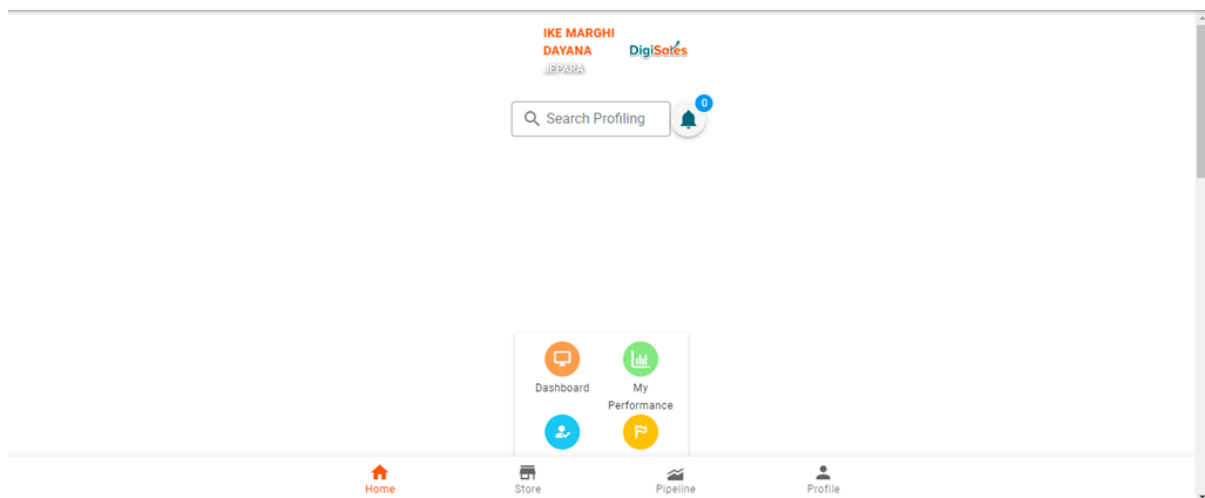 IKE MARGHI
DAYANA
JEPARA
DigiSales
Search Profiling
0
Dashboard
My
Performance
Home
Store
Pipeline
Profile